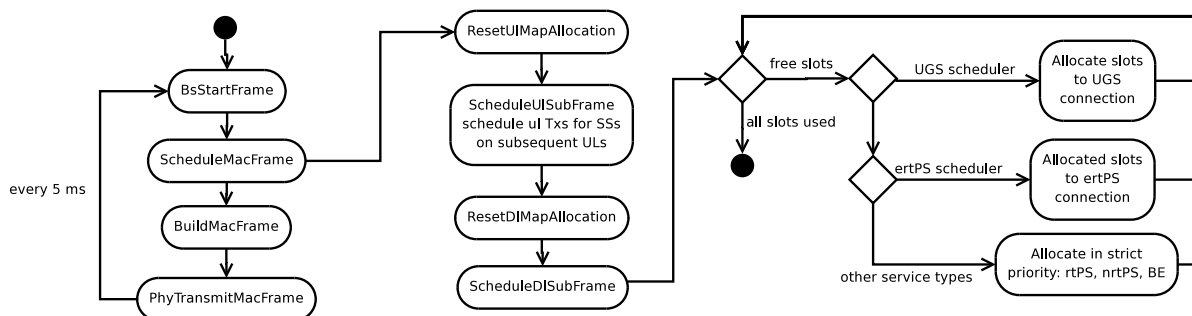 BsStartFrame
ScheduleMacFrame
every 5 ms
BuildMacFrame
PhyTransmitMacFrame
ResetUlMapAllocation
ScheduleUlSubFrame
schedule ul Txs for SSs
on subsequent ULs
ResetDlMapAllocation
ScheduleDlSubFrame
free slots
all slots used
UGS scheduler
Allocate slots
to UGS
connection
ertPS scheduler
Allocated slots
to ertPS
connection
other service types
Allocate in strict
priority: rtPS, nrtPS, BE